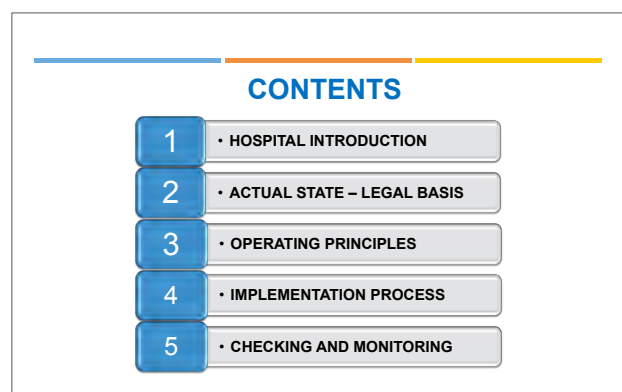 CONTENTS
1 • HOSPITAL INTRODUCTION
2 • ACTUAL STATE – LEGAL BASIS
3 • OPERATING PRINCIPLES
4 • IMPLEMENTATION PROCESS
5 • CHECKING AND MONITORING